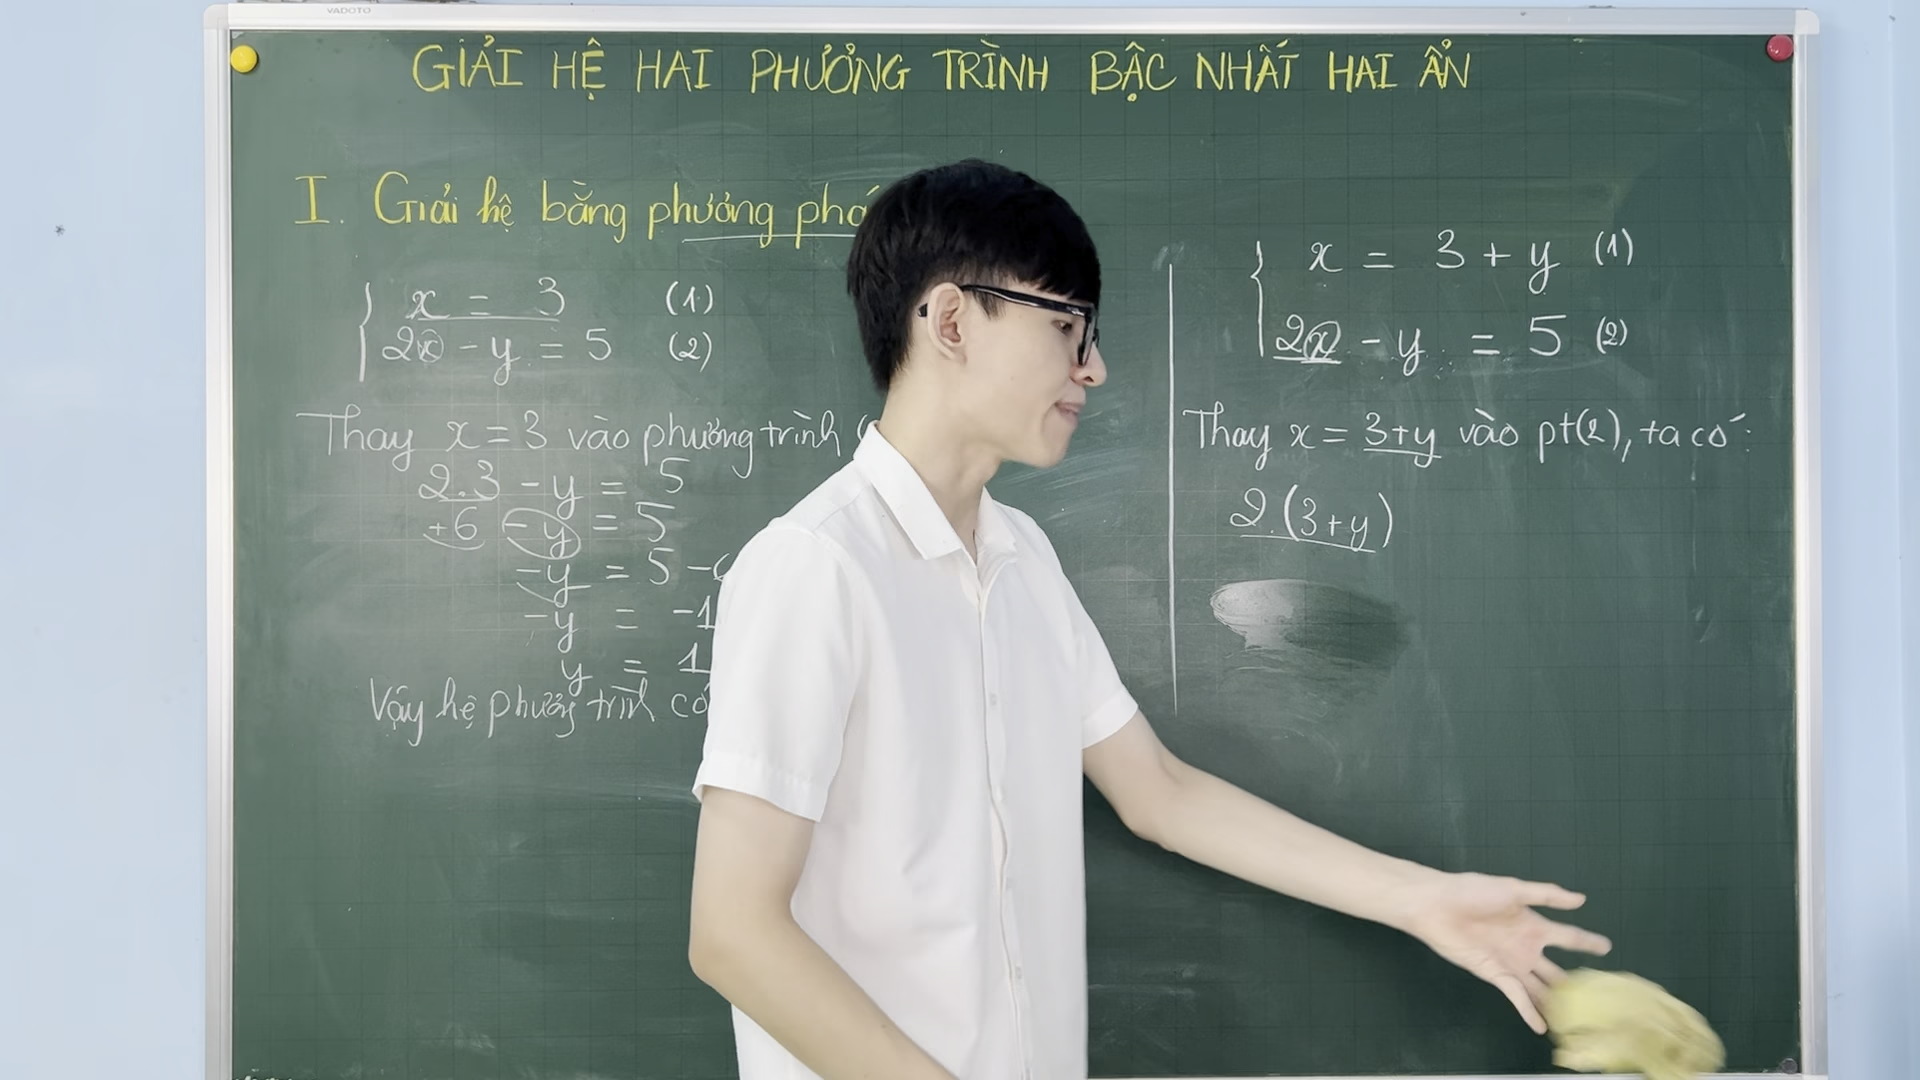 VADOTO
GIẢI HỆ HAI PHƯƠNG TRÌNH BẬC NHẤT HAI ẨN
I. Giải hệ bằng phương
x = 3 (1)
2x - y = 5 (2)
Thay x = 3 vào phương trình
2.3 - y = 5
+6 - y = 5
-y = 5 -
-y = -1
y = 1
Vậy hệ phương trình có
x = 3 + y (1)
2x - y = 5 (2)
Thay x = 3+y vào pt(2), ta có:
2.(3+y)